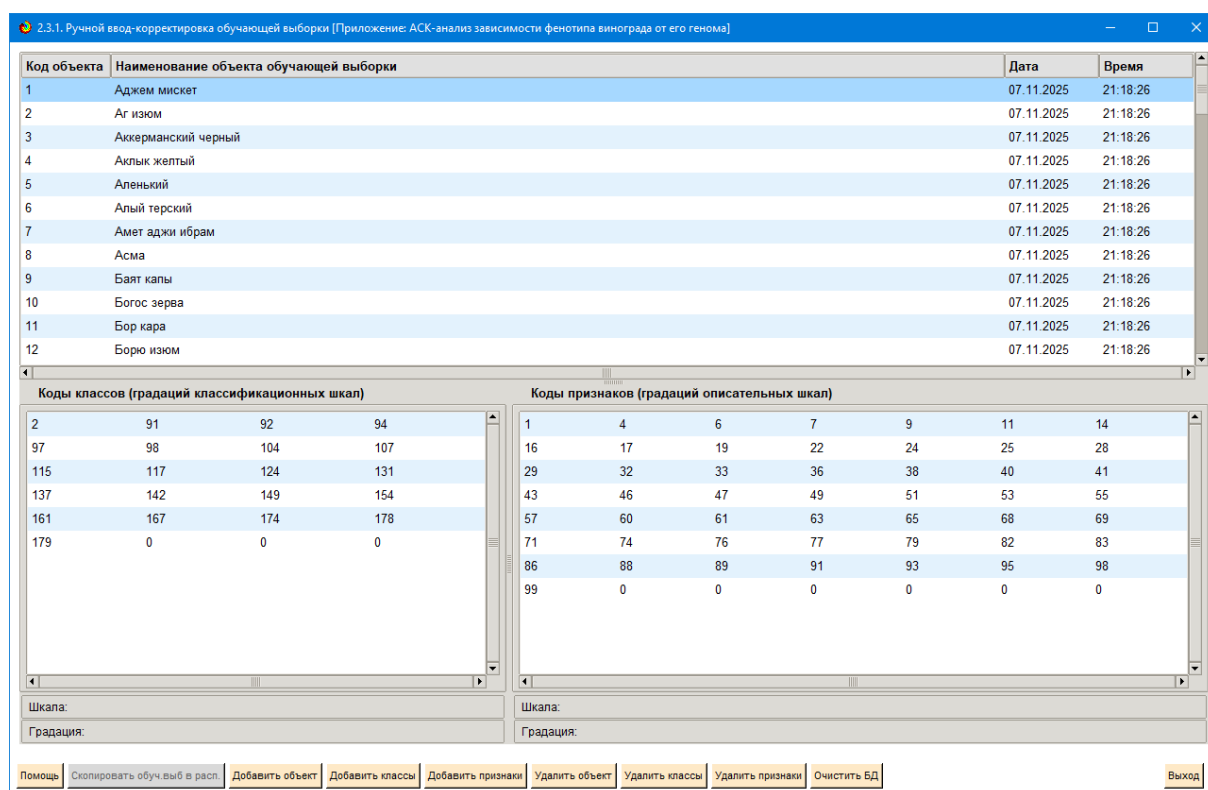 2.3.1. Ручной ввод-корректировка обучающей выборки [Приложение: АСК-анализ зависимости фенотипа винограда от его генома]
Код объекта Наименование объекта обучающей выборки Дата Время
1 Аджем мискет 07.11.2025 21:18:26
2 Аг изюм 07.11.2025 21:18:26
3 Аккерманский черный 07.11.2025 21:18:26
4 Аклык желтый 07.11.2025 21:18:26
5 Аленький 07.11.2025 21:18:26
6 Алый терский 07.11.2025 21:18:26
7 Амет аджи ибрам 07.11.2025 21:18:26
8 Асма 07.11.2025 21:18:26
9 Баят капы 07.11.2025 21:18:26
10 Богос зерва 07.11.2025 21:18:26
11 Бор кара 07.11.2025 21:18:26
12 Борю изюм 07.11.2025 21:18:26
Коды классов (градаций классификационных шкал)
2 91 92 94
97 98 104 107
115 117 124 131
137 142 149 154
161 167 174 178
179 0 0 0
Коды признаков (градаций описательных шкал)
1 4 6 7 9 11 14
16 17 19 22 24 25 28
29 32 33 36 38 40 41
43 46 47 49 51 53 55
57 60 61 63 65 68 69
71 74 76 77 79 82 83
86 88 89 91 93 95 98
99 0 0 0 0 0 0
Шкала:
Градация:
Шкала:
Градация:
Помощь Скопировать обуч.выб в расп. Добавить объект Добавить классы Добавить признаки Удалить объект Удалить классы Удалить признаки Очистить БД Выход